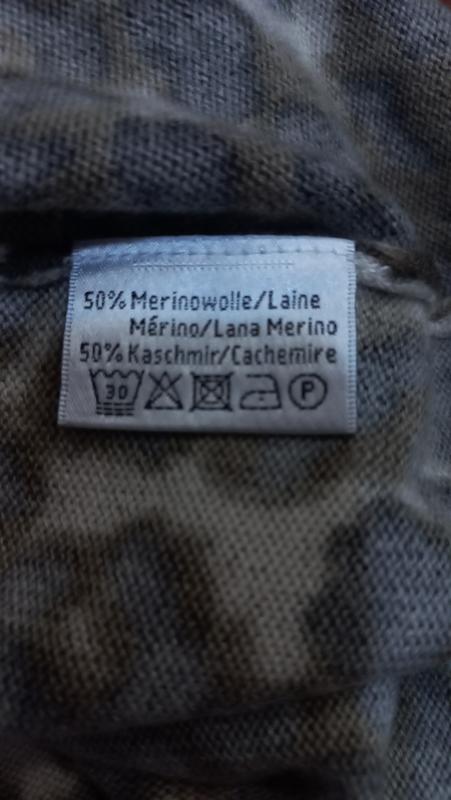 50% Merinowolle/Laine
Mérino/Lana Merino
50% Kaschmir/Cachemire
30 P